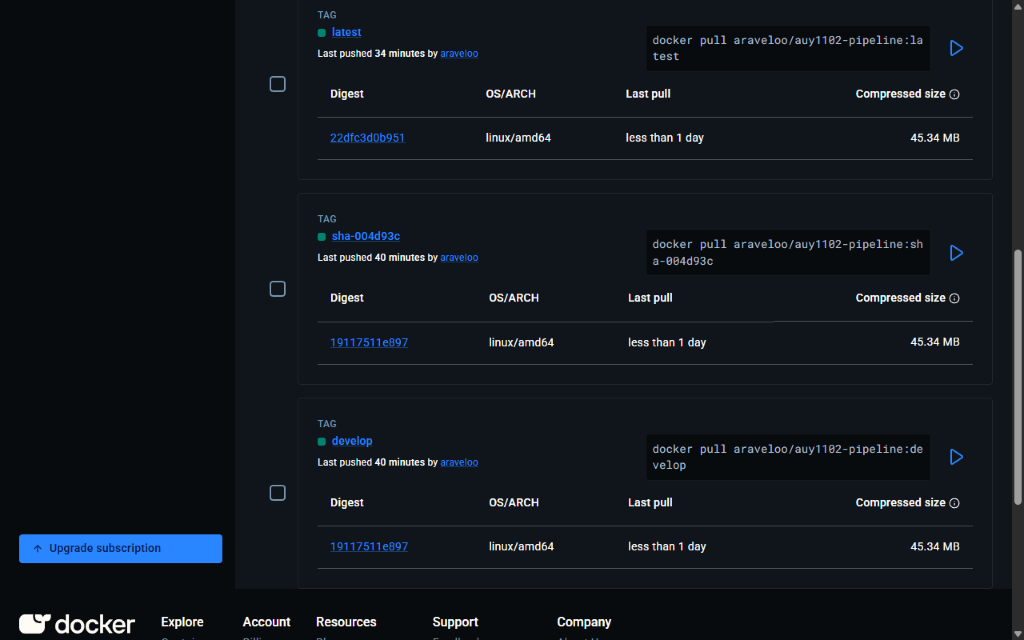 TAG
latest
Last pushed 34 minutes by araveloo
docker pull araveloo/auy1102-pipeline:la
test
Digest OS/ARCH Last pull Compressed size
22dfc3d0b951 linux/amd64 less than 1 day 45.34 MB
TAG
sha-004d93c
Last pushed 40 minutes by araveloo
docker pull araveloo/auy1102-pipeline:sh
a-004d93c
Digest OS/ARCH Last pull Compressed size
19117511e897 linux/amd64 less than 1 day 45.34 MB
TAG
develop
Last pushed 40 minutes by araveloo
docker pull araveloo/auy1102-pipeline:de
velop
Digest OS/ARCH Last pull Compressed size
19117511e897 linux/amd64 less than 1 day 45.34 MB
Upgrade subscription
docker Explore Account Resources Support Company